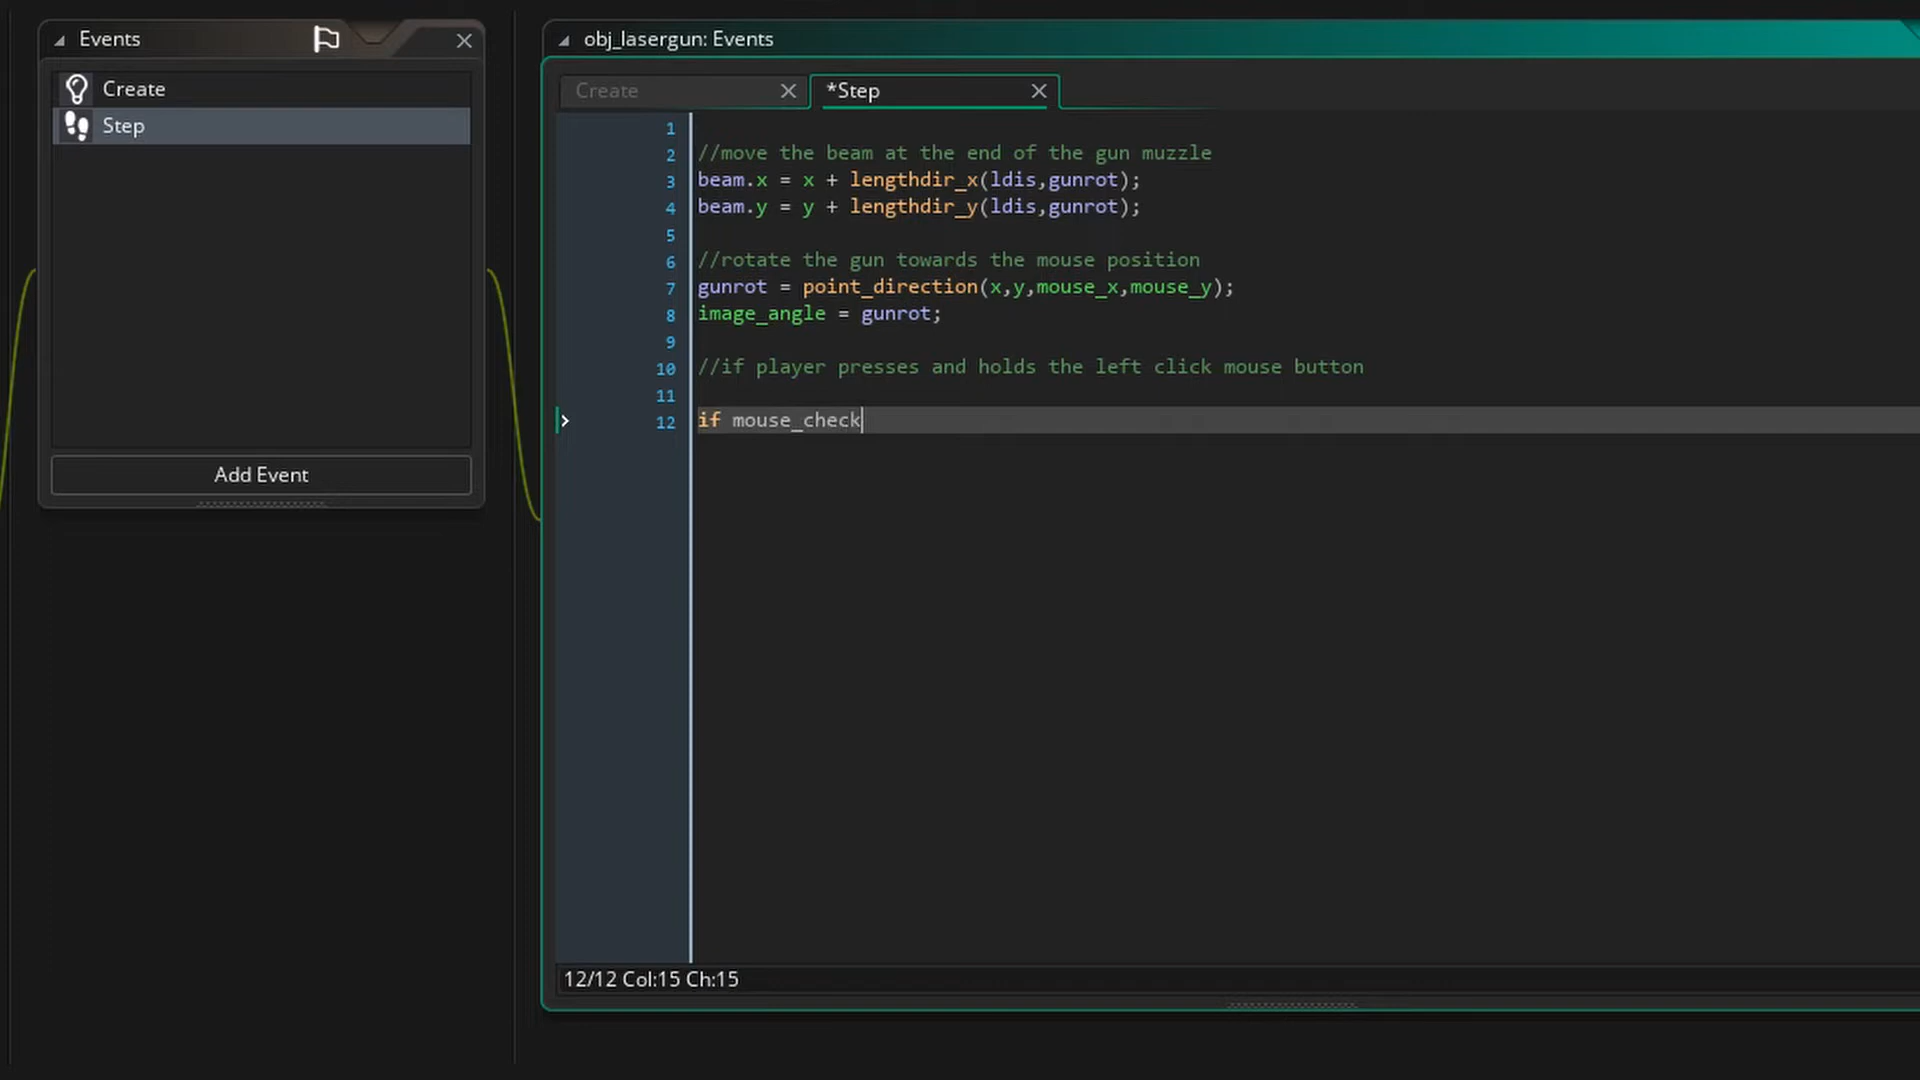 Events
Create
Step
Add Event
obj_lasergun: Events
Create
*Step
1
2 //move the beam at the end of the gun muzzle
3 beam.x = x + lengthdir_x(ldis,gunrot);
4 beam.y = y + lengthdir_y(ldis,gunrot);
5
6 //rotate the gun towards the mouse position
7 gunrot = point_direction(x,y,mouse_x,mouse_y);
8 image_angle = gunrot;
9
10 //if player presses and holds the left click mouse button
11
12 if mouse_check
12/12 Col:15 Ch:15